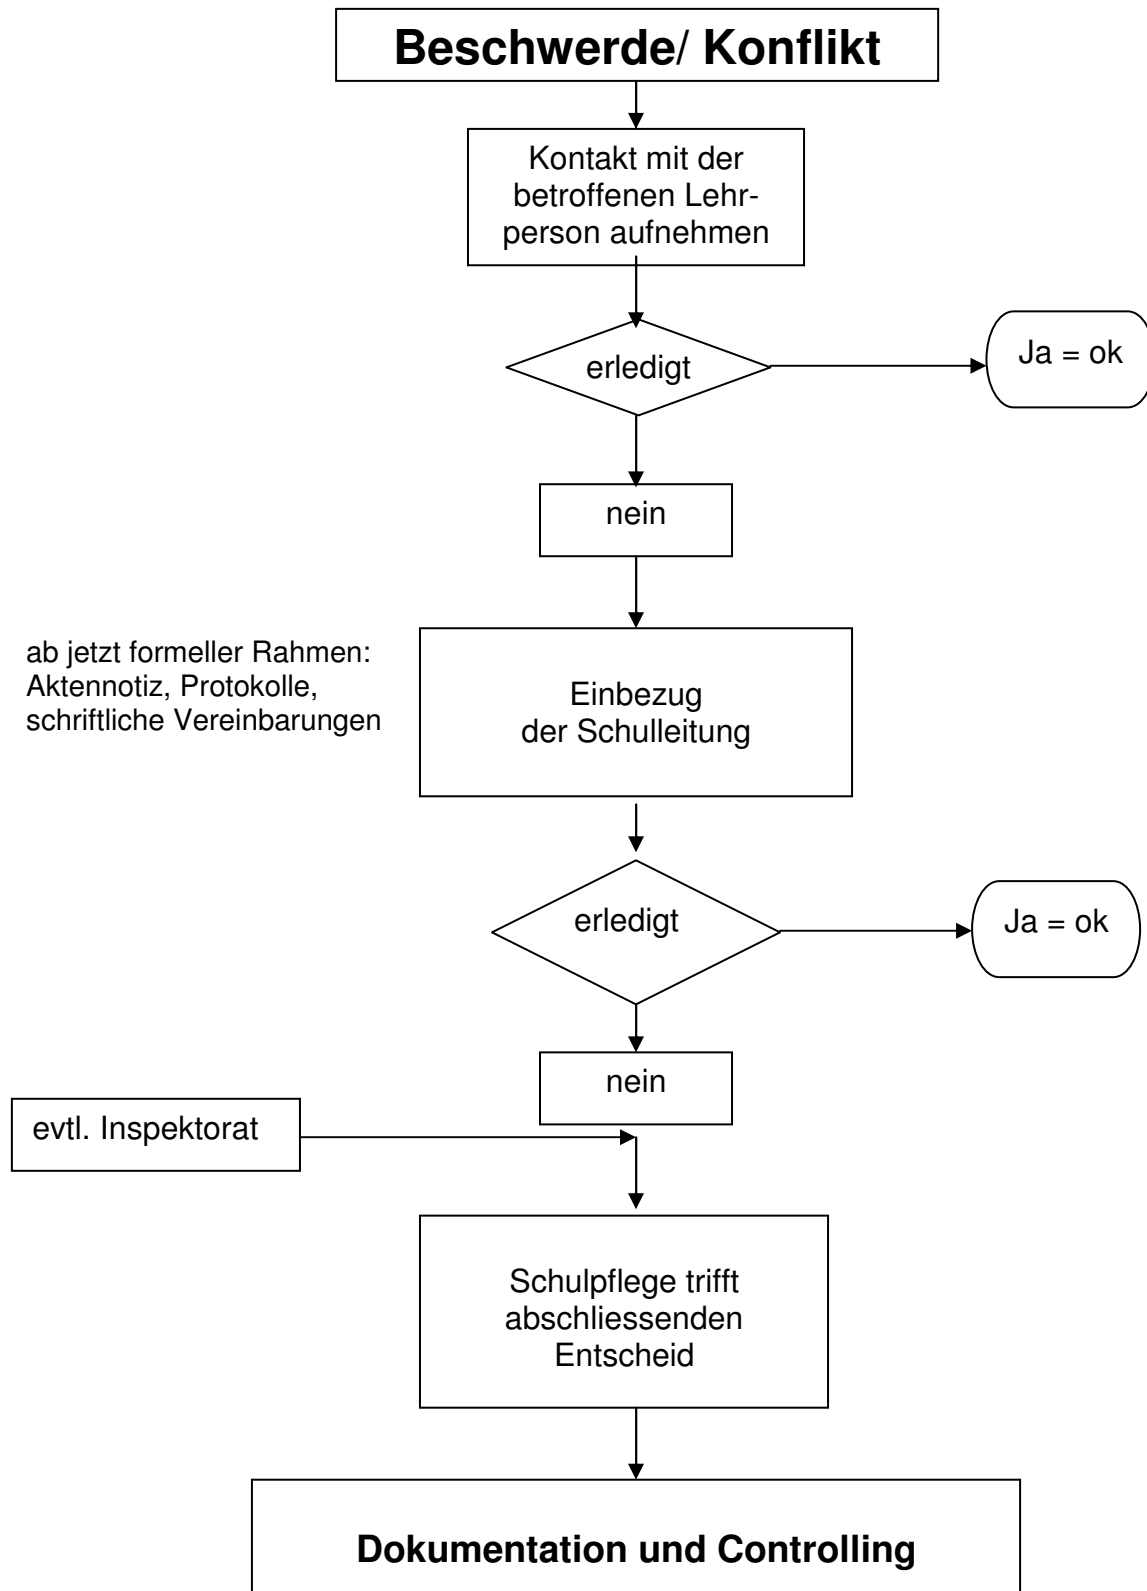 Beschwerde/ Konflikt
Kontakt mit der
betroffenen Lehr-
person aufnehmen
erledigt
Ja = ok
nein
ab jetzt formeller Rahmen:
Aktennotiz, Protokolle,
schriftliche Vereinbarungen
Einbezug
der Schulleitung
erledigt
Ja = ok
nein
evtl. Inspektorat
Schulpflege trifft
abschliessenden
Entscheid
Dokumentation und Controlling